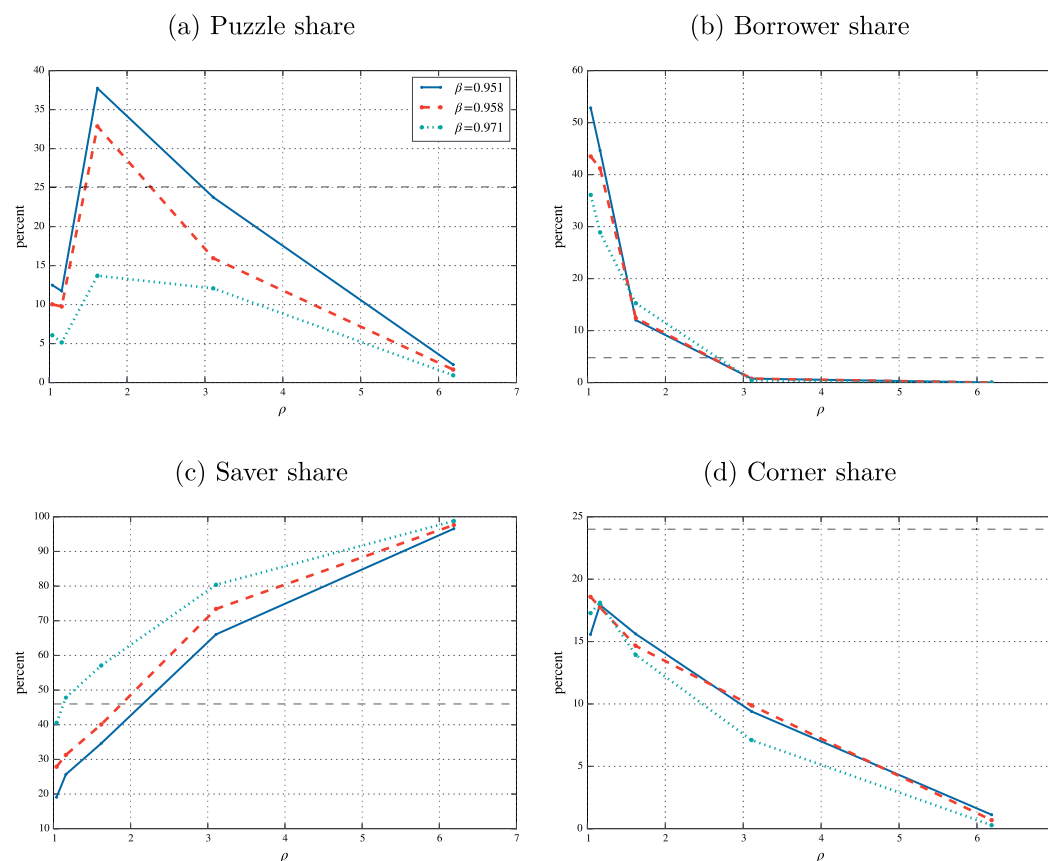 (a) Puzzle share
40
35
30
25
20
15
10
5
0
percent
1 2 3 4 5 6 7
ρ
β=0.951
β=0.958
β=0.971
(b) Borrower share
60
50
40
30
20
10
0
percent
1 2 3 4 5 6
ρ
(c) Saver share
100
90
80
70
60
50
40
30
20
10
percent
1 2 3 4 5 6 7
ρ
(d) Corner share
25
20
15
10
5
0
percent
1 2 3 4 5 6
ρ